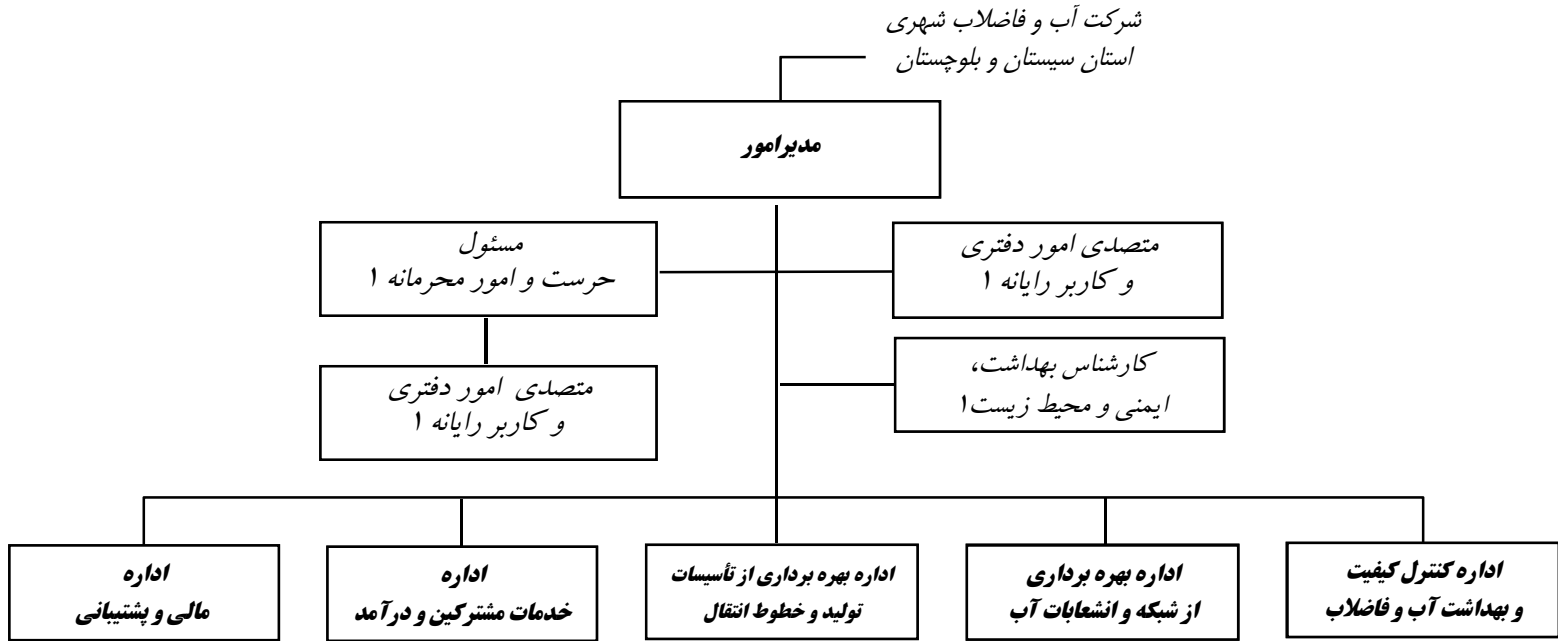 شرکت آب و فاضلاب شهری
استان سیستان و بلوچستان
مدیرامور
متصدی امور دفتری
و کاربر رایانه ۱
مسئول
حرست و امور محرمانه ۱
کارشناس بهداشت،
ایمنی و محیط زیست۱
متصدی امور دفتری
و کاربر رایانه ۱
اداره کنترل کیفیت
و بهداشت آب و فاضلاب
اداره بهره برداری
از شبکه و انشعابات آب
اداره بهره برداری از تأسیسات
تولید و خطوط انتقال
اداره
خدمات مشترکین و درآمد
اداره
مالی و پشتیبانی